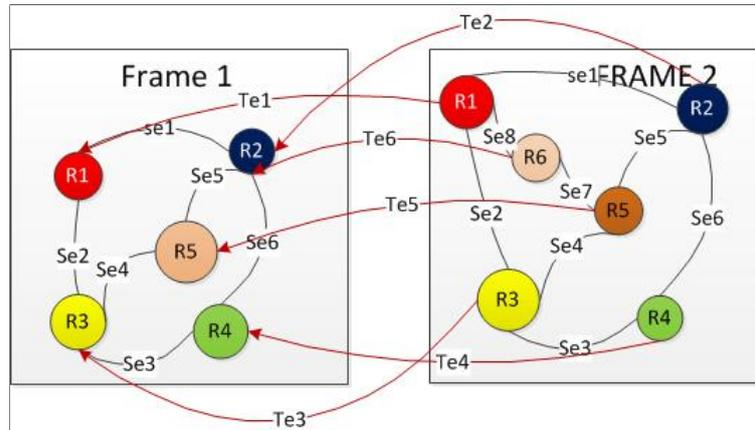 Te2
Frame 1
FRAME 2
se1
Te1
R1
R2
se1
Te6
Se8
R6
Se5
R2
R1
Se5
Se7
Te5
R5
Se2
Se6
Se6
Se4
Se2
Se4
R5
R3
R3
R4
R4
Se3
Se3
Te4
Te3